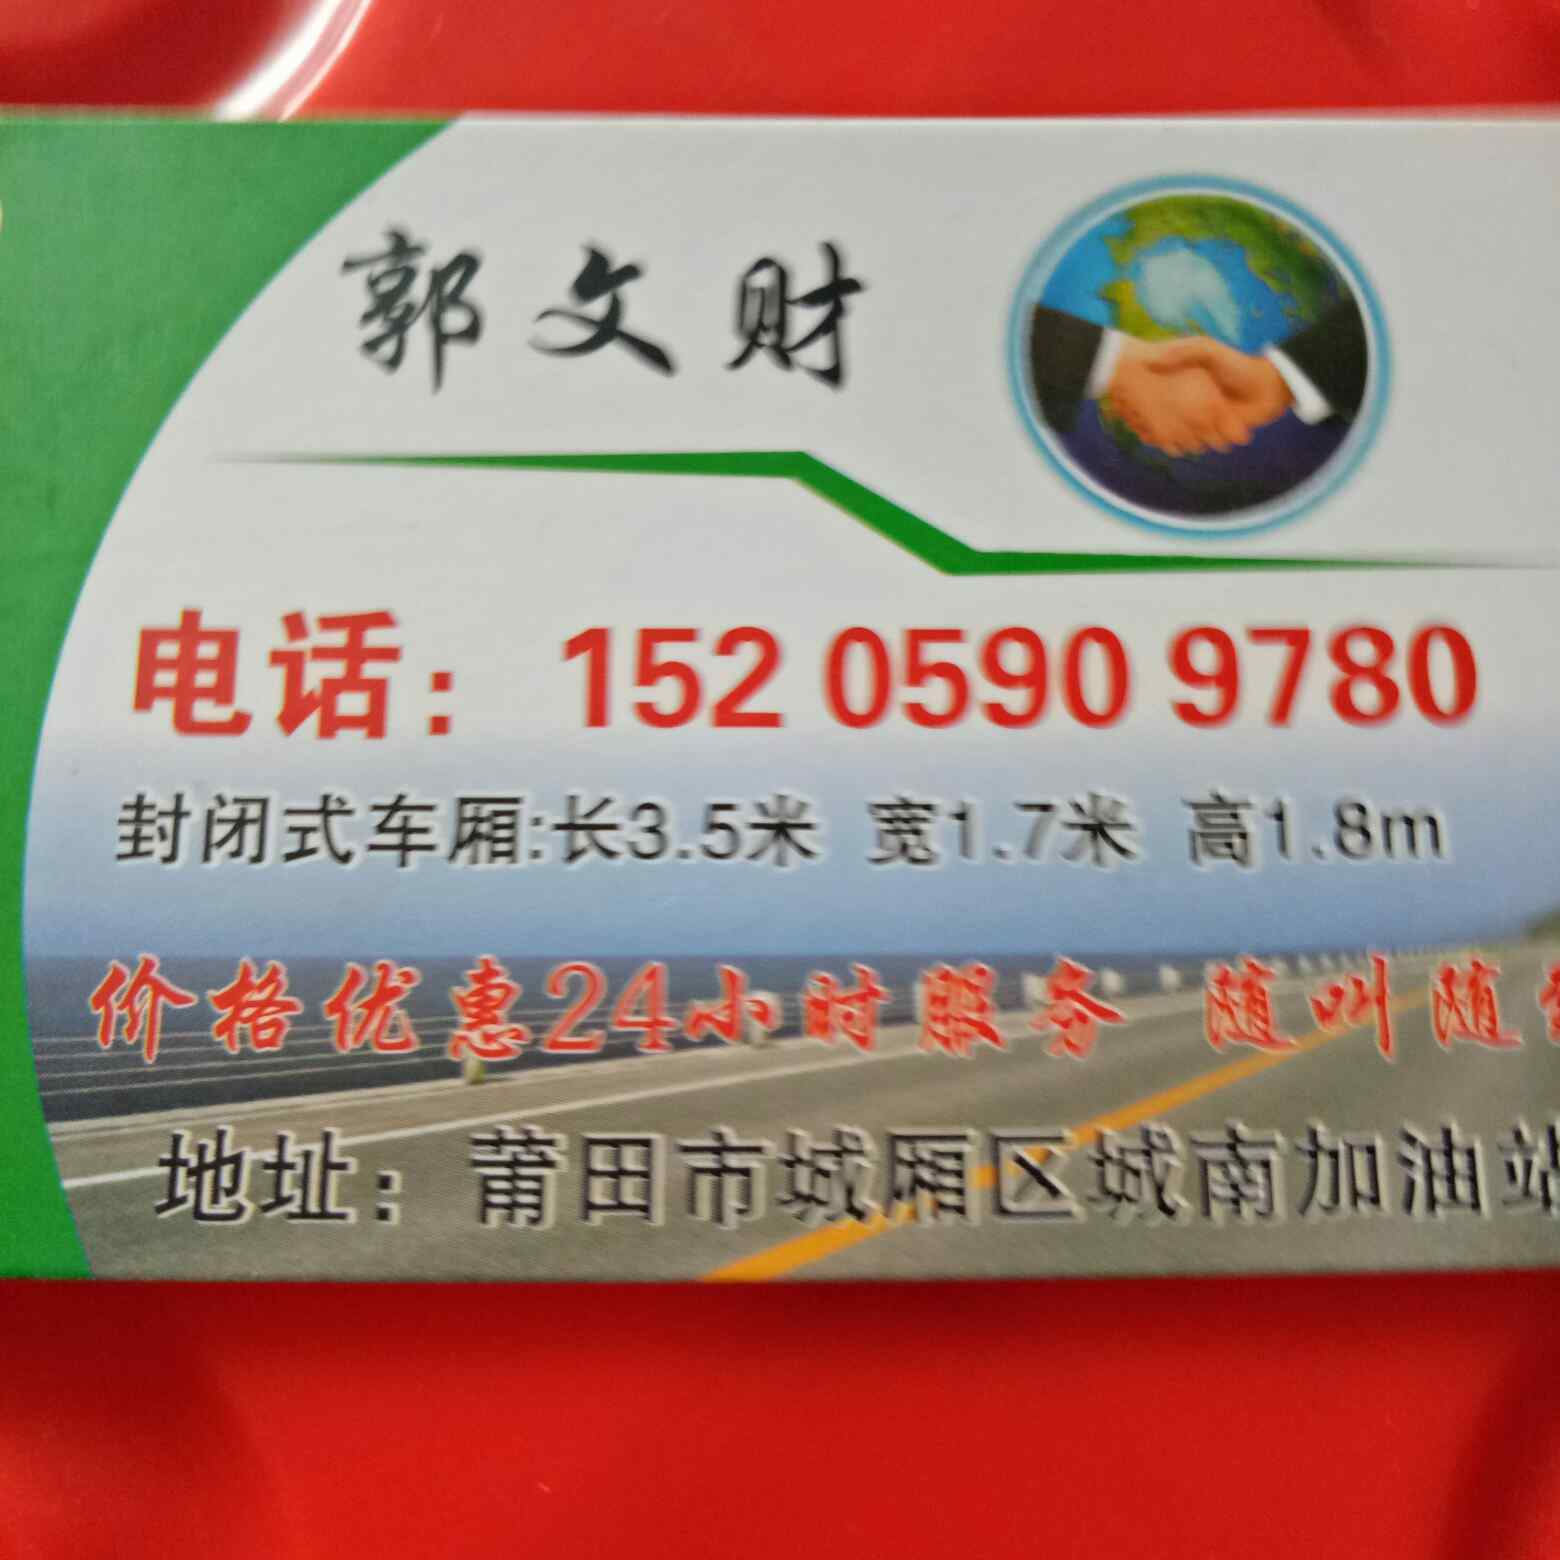 郭文财
电话：152 0590 9780
封闭式车厢:长3.5米 宽1.7米 高1.8m
价格优惠24小时服务 随叫随
地址：莆田市城厢区城南加油站